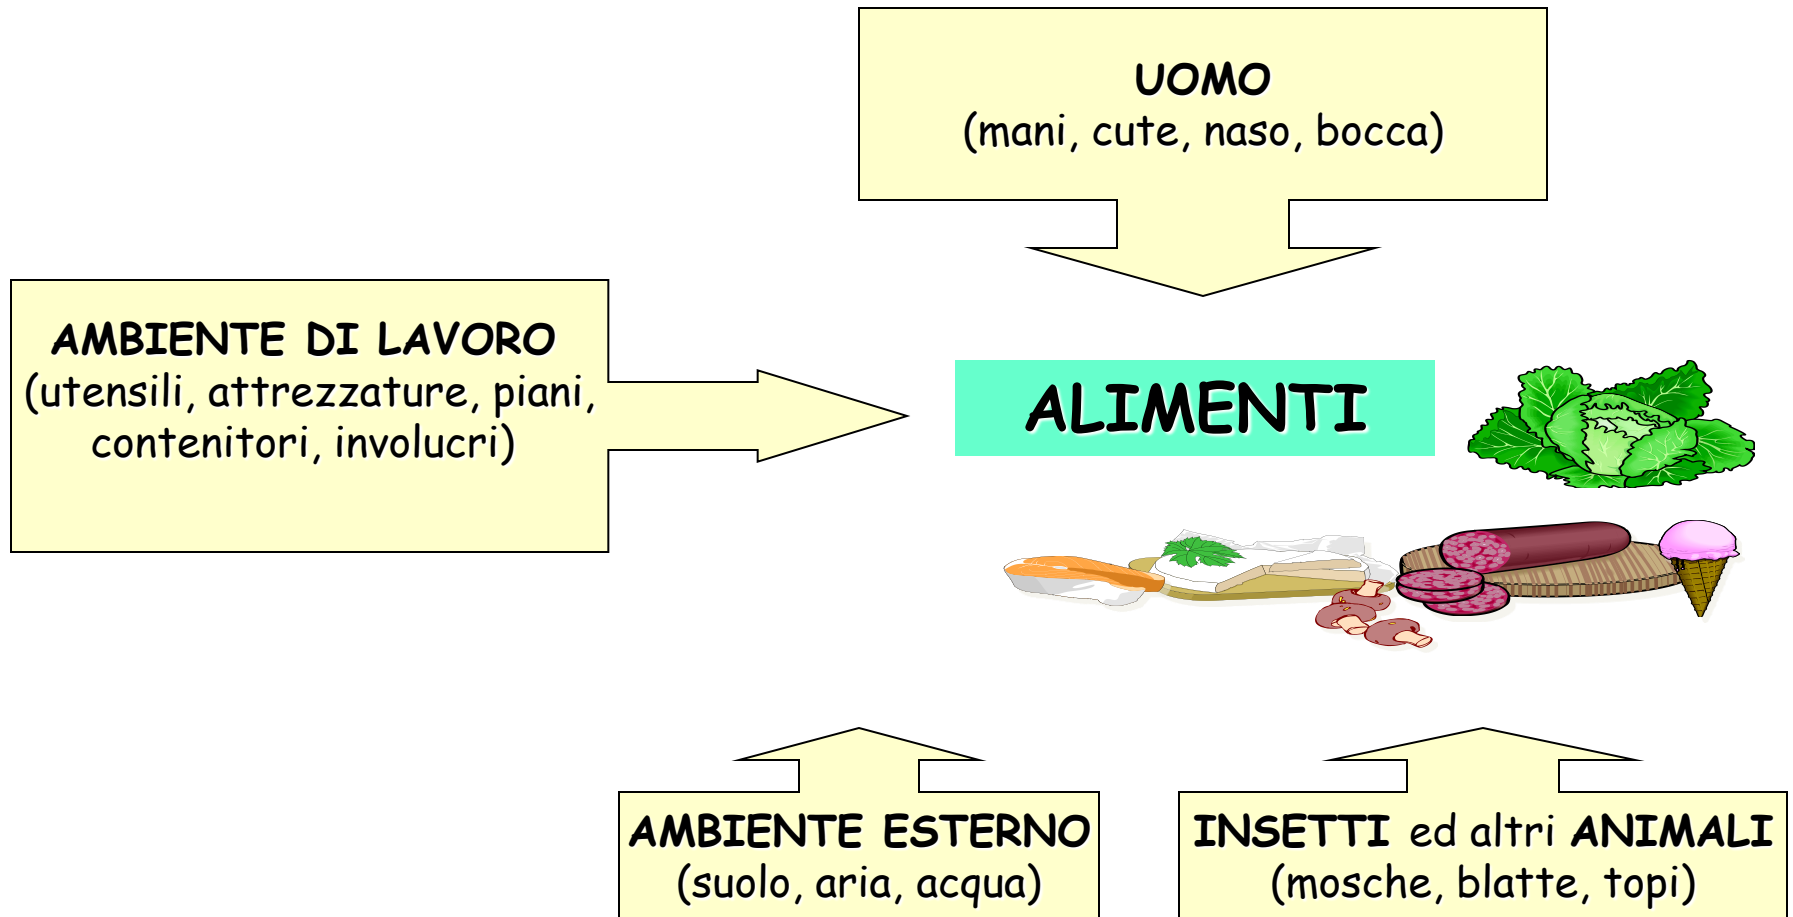 UOMO
(mani, cute, naso, bocca)
AMBIENTE DI LAVORO
(utensili, attrezzature, piani,
contenitori, involucri)
ALIMENTI
AMBIENTE ESTERNO
(suolo, aria, acqua)
INSETTI ed altri ANIMALI
(mosche, blatte, topi)